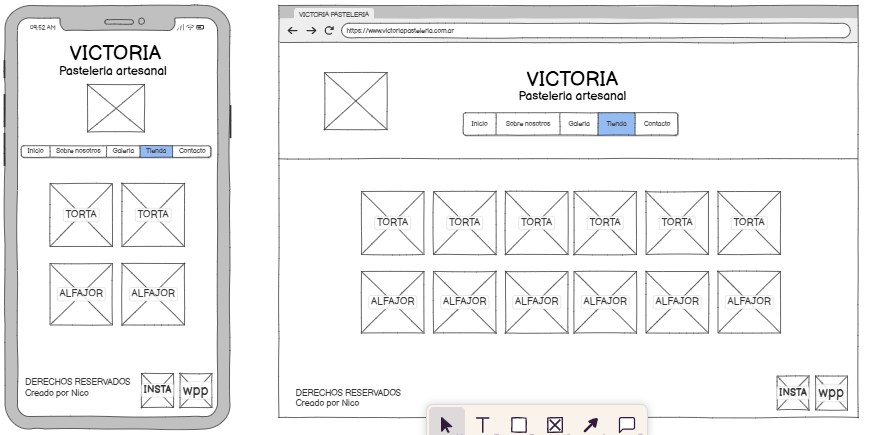 09:52 AM
VICTORIA
Pasteleria artesanal
Inicio Sobre nosotros Galeria Tienda Contacto
TORTA TORTA
ALFAJOR ALFAJOR
DERECHOS RESERVADOS
Creado por Nico
INSTA wpp
VICTORIA PASTELERIA
https://www.victoriapasteleria.com.ar
VICTORIA
Pasteleria artesanal
Inicio Sobre nosotros Galeria Tienda Contacto
TORTA TORTA TORTA TORTA TORTA TORTA
ALFAJOR ALFAJOR ALFAJOR ALFAJOR ALFAJOR ALFAJOR
DERECHOS RESERVADOS
Creado por Nico
INSTA wpp